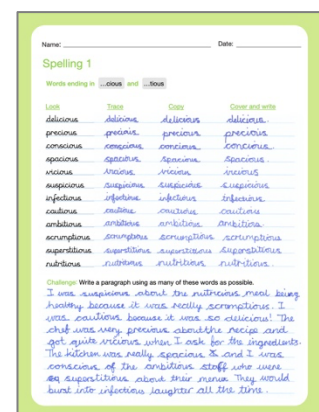 Name: Date:
Spelling 1
Words ending in ...cious and ...tious
Look Trace Copy Cover and write
delicious delicious delicious delicious.
precious precious precious precious
conscious conscious concious concious.
spacious spacious spacious spacious.
vicious vicious vicious vicious
suspicious suspicious suspicious suspicious
infectious infectious infectious infectious
cautious cautious cautious cautious
ambitious ambitious ambitious ambitious
scrumptious scrumptious scrumptious scrumptious
superstitious superstitious superstitious superstitious
nutritious nutritious nutritious nutritious.
Challenge: Write a paragraph using as many of these words as possible.
I was suspicious about the nutricious meal being
healthy because it was really scrumptious. I
was cautious because it was so delicious! The
chef was very precious about the recipe and
got quite vicious when I ask for the ingredients.
The kitchen was really spacious & and I was
conscious of the ambitious staff who were
superstitious about their menu. They would
burst into infectious laughter all the time.